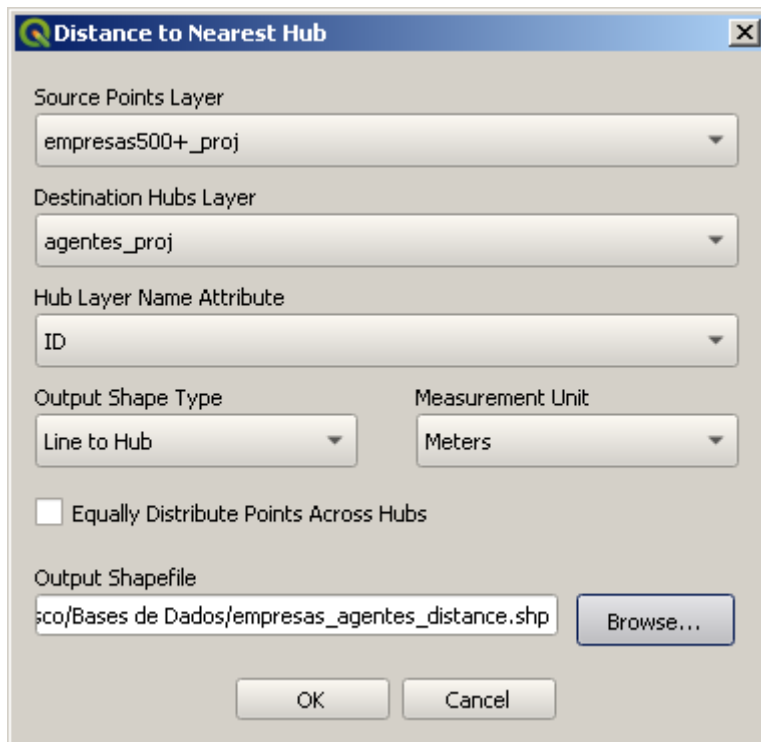 Distance to Nearest Hub
Source Points Layer
empresas500+_proj
Destination Hubs Layer
agentes_proj
Hub Layer Name Attribute
ID
Output Shape Type
Measurement Unit
Line to Hub
Meters
Equally Distribute Points Across Hubs
Output Shapefile
sco/Bases de Dados/empresas_agentes_distance.shp
Browse...
OK
Cancel